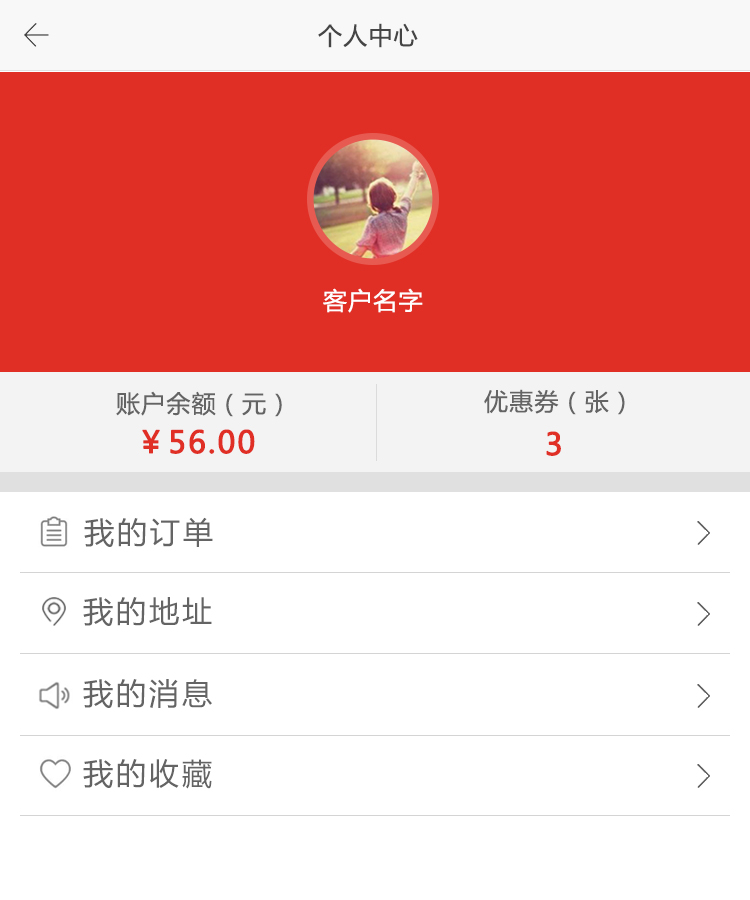 个人中心
客户名字
账户余额(元)
¥ 56.00
优惠券(张)
3
我的订单
我的地址
我的消息
我的收藏